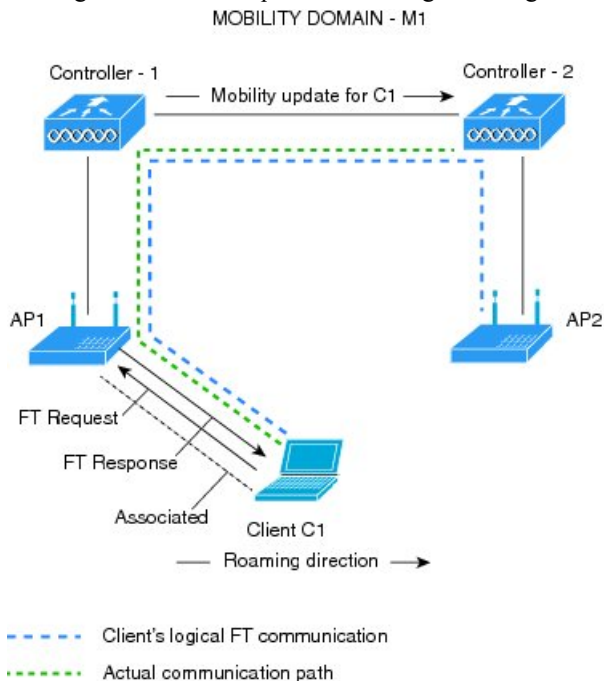 MOBILITY DOMAIN - M1
Controller - 1
Controller - 2
Mobility update for C1
AP1
AP2
FT Request
FT Response
Associated
Client C1
Roaming direction
Client's logical FT communication
Actual communication path